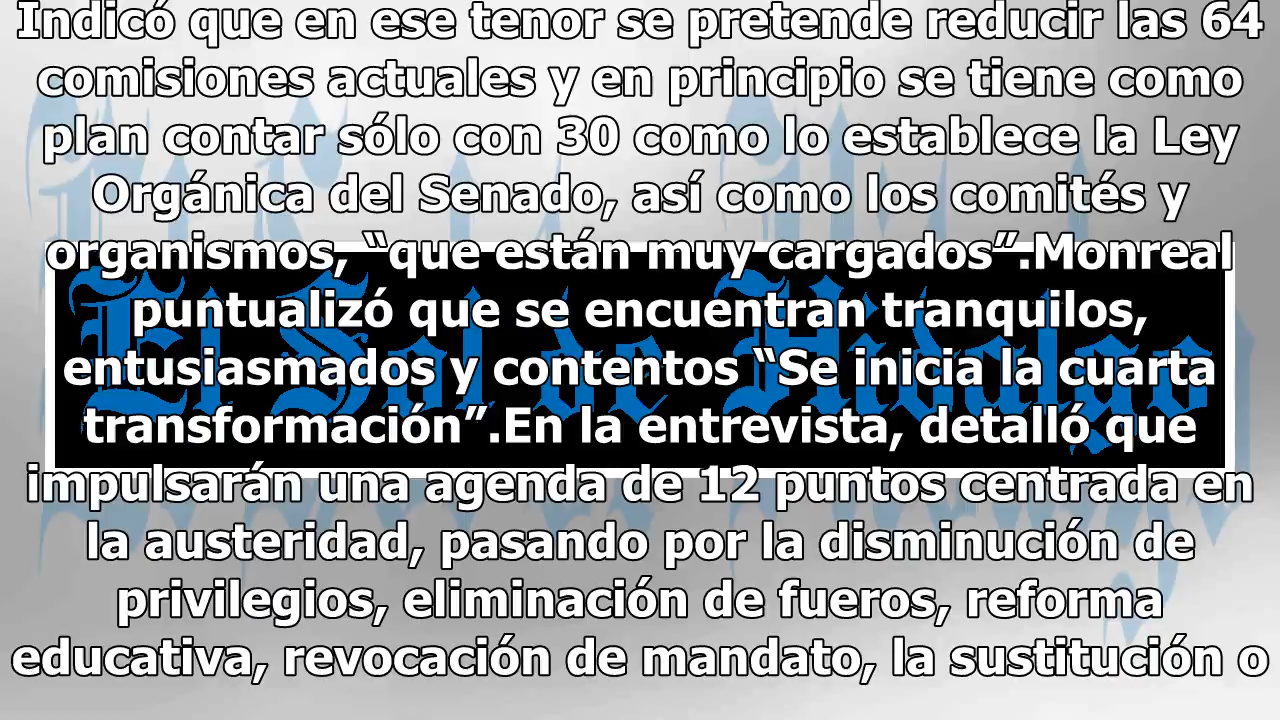 Indicó que en ese tenor se pretende reducir las 64
comisiones actuales y en principio se tiene como
plan contar sólo con 30 como lo establece la Ley
Orgánica del Senado, así como los comités y
organismos, “que están muy cargados”.Monreal
puntualizó que se encuentran tranquilos,
entusiasmados y contentos “Se inicia la cuarta
transformación”.En la entrevista, detalló que
impulsarán una agenda de 12 puntos centrada en
la austeridad, pasando por la disminución de
privilegios, eliminación de fueros, reforma
educativa, revocación de mandato, la sustitución o
El Sol de Hidalgo